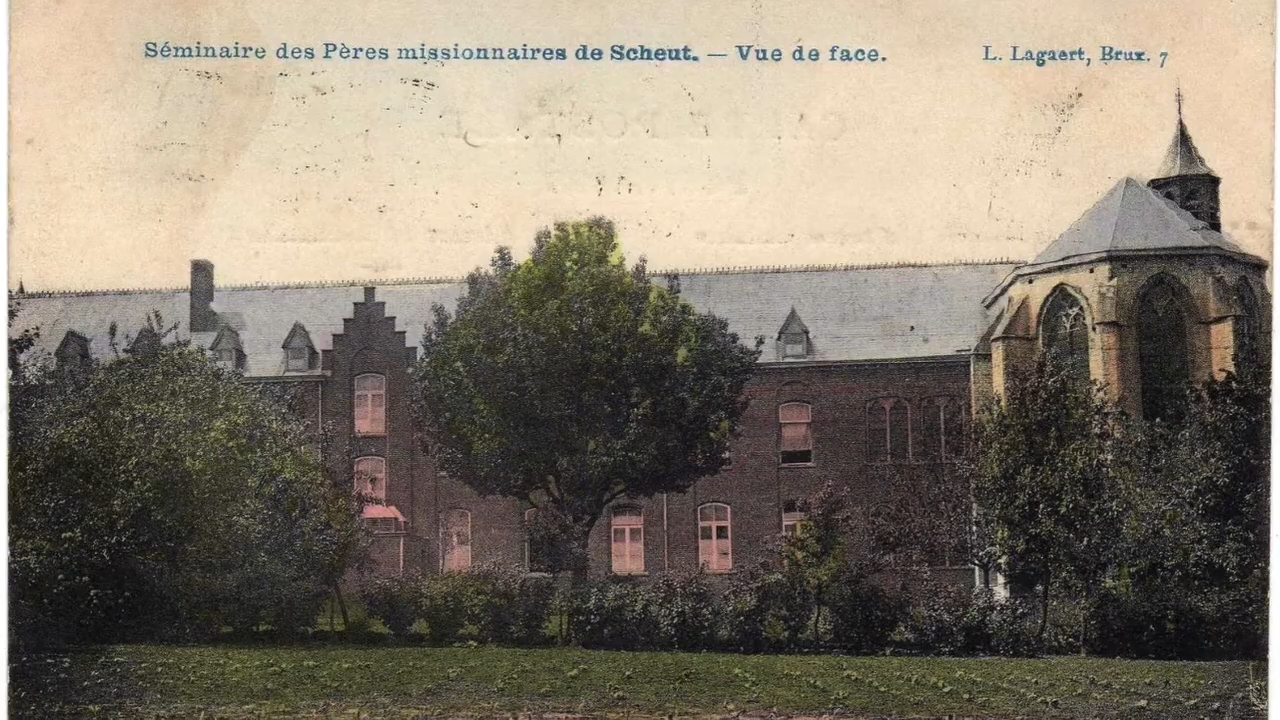 Séminaire des Pères missionnaires de Scheut. — Vue de face. L. Lagaert, Brux. 7